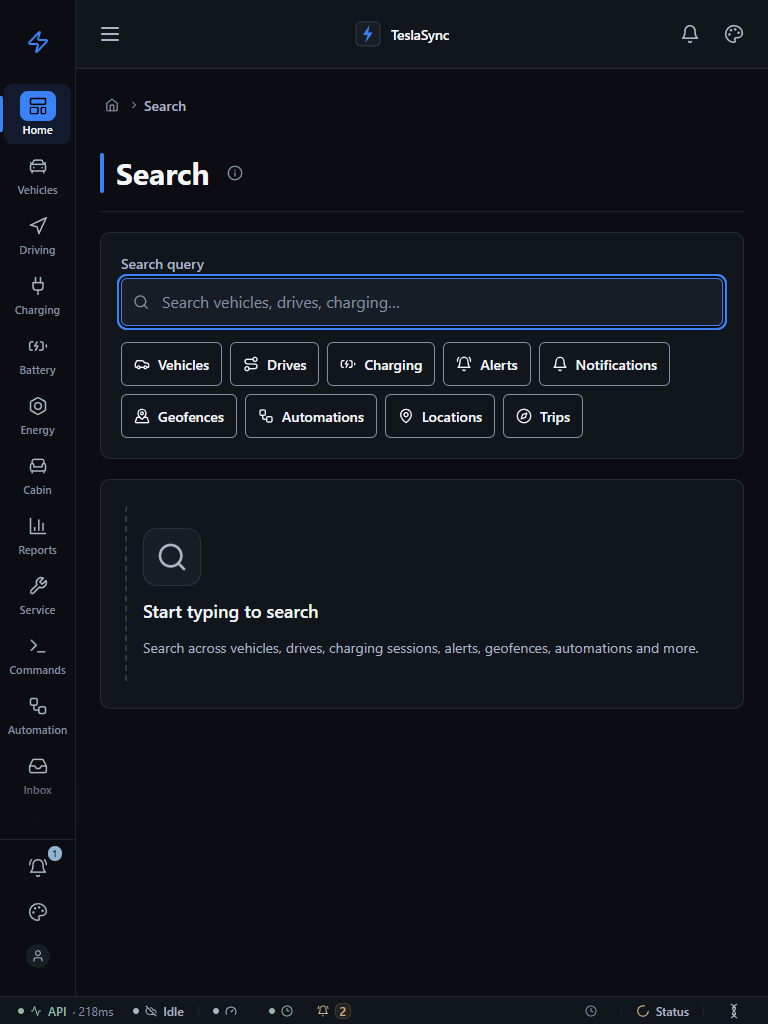 TeslaSync
Home
Vehicles
Driving
Charging
Battery
Energy
Cabin
Reports
Service
Commands
Automation
Inbox
1
Search
Search
Search query
Search vehicles, drives, charging...
Vehicles
Drives
Charging
Alerts
Notifications
Geofences
Automations
Locations
Trips
Start typing to search
Search across vehicles, drives, charging sessions, alerts, geofences, automations and more.
API · 218ms
Idle
2
Status